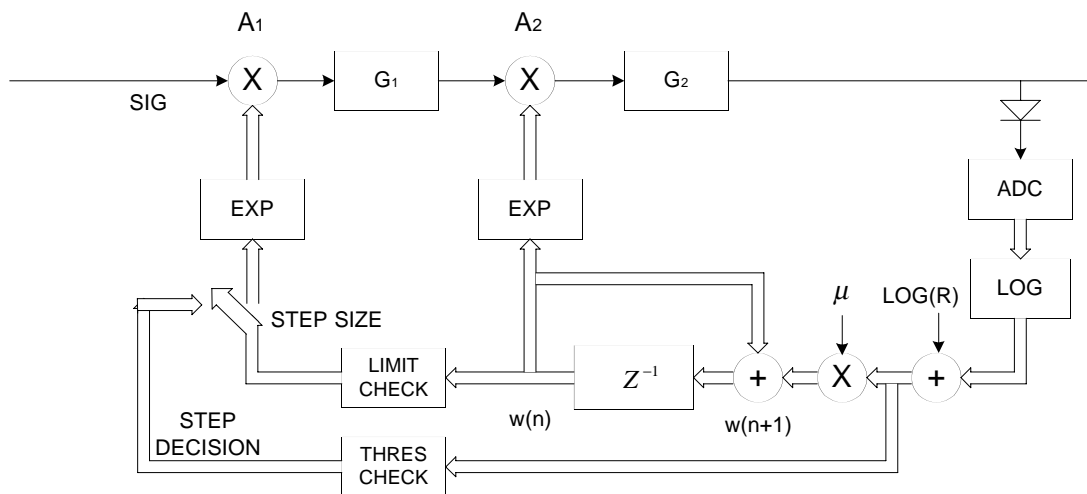 A1 A2
X G1 X G2
SIG
ADC
EXP EXP
LOG
μ LOG(R)
STEP SIZE
LIMIT
CHECK
Z⁻¹ + X +
STEP
DECISION
w(n) w(n+1)
THRES
CHECK